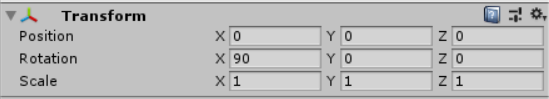 Transform
Position X 0 Y 0 Z 0
Rotation X 90 Y 0 Z 0
Scale X 1 Y 1 Z 1